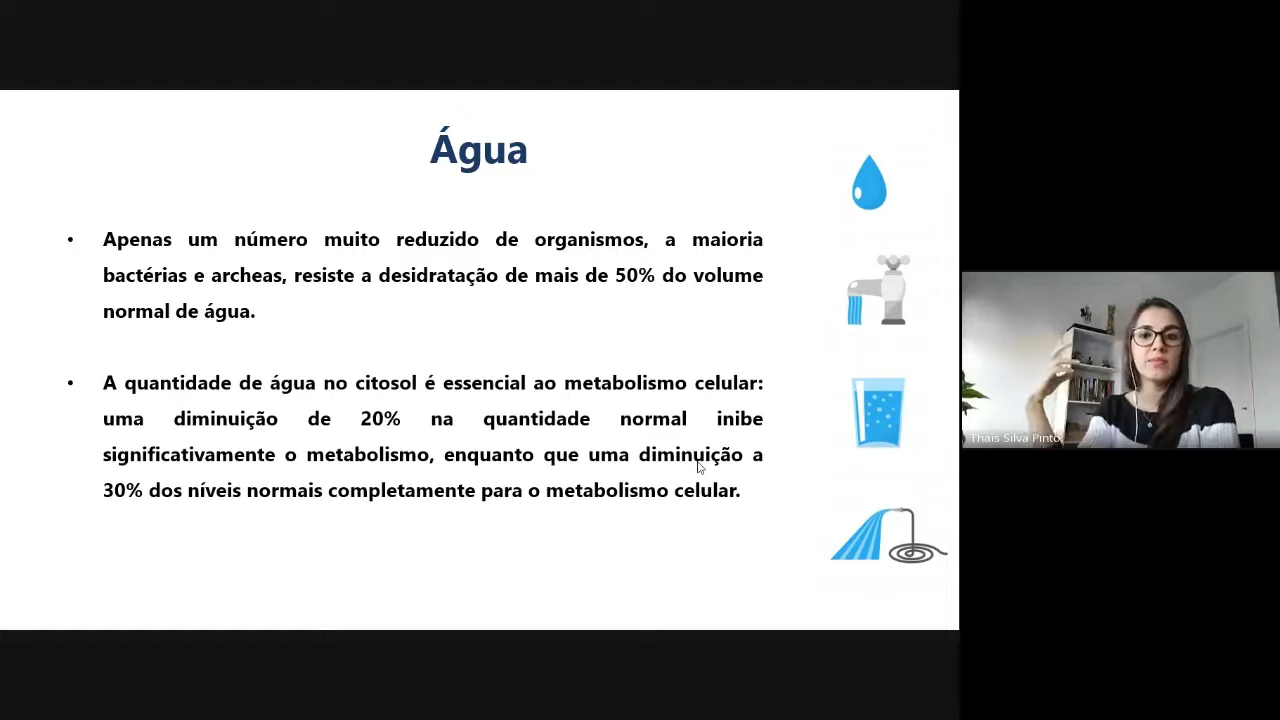 Água
• Apenas um número muito reduzido de organismos, a maioria
bactérias e archeas, resiste a desidratação de mais de 50% do volume
normal de água.
• A quantidade de água no citosol é essencial ao metabolismo celular:
uma diminuição de 20% na quantidade normal inibe
significativamente o metabolismo, enquanto que uma diminuição a
30% dos níveis normais completamente para o metabolismo celular.
Thais Silva Pinto